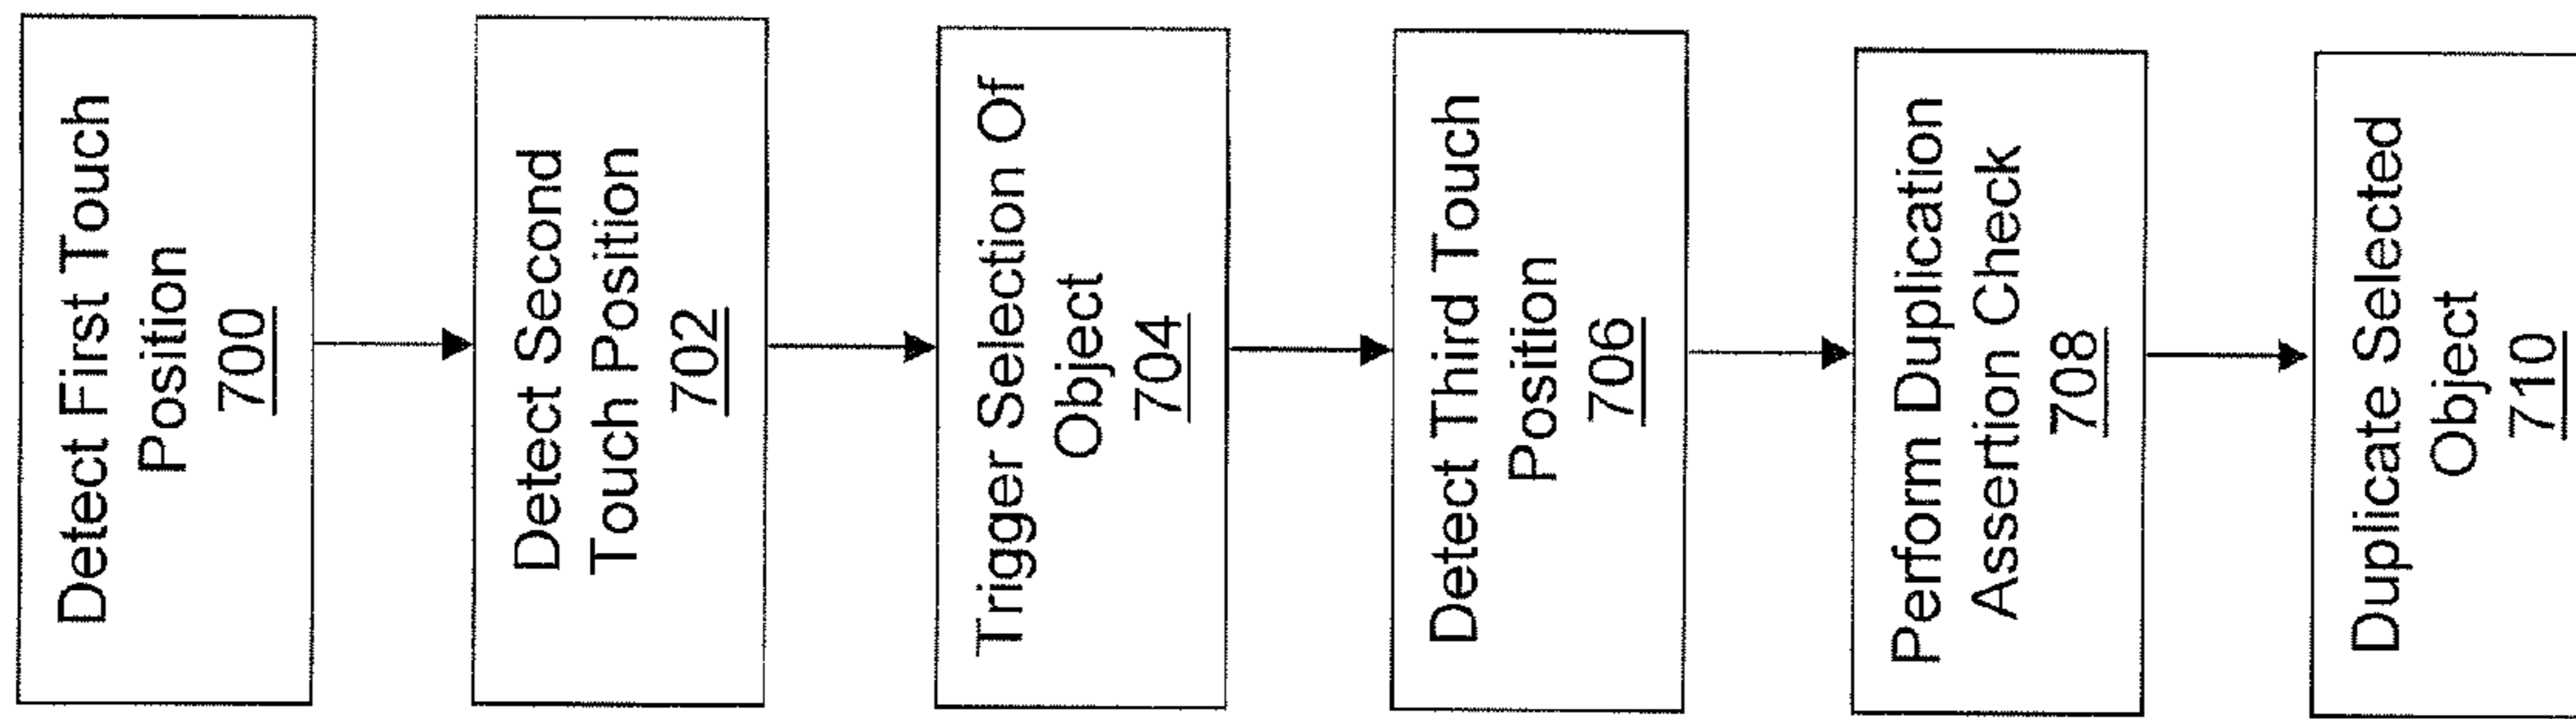 Detect First Touch
Position
700
Detect Second
Touch Position
702
Trigger Selection Of
Object
704
Detect Third Touch
Position
706
Perform Duplication
Assertion Check
708
Duplicate Selected
Object
710